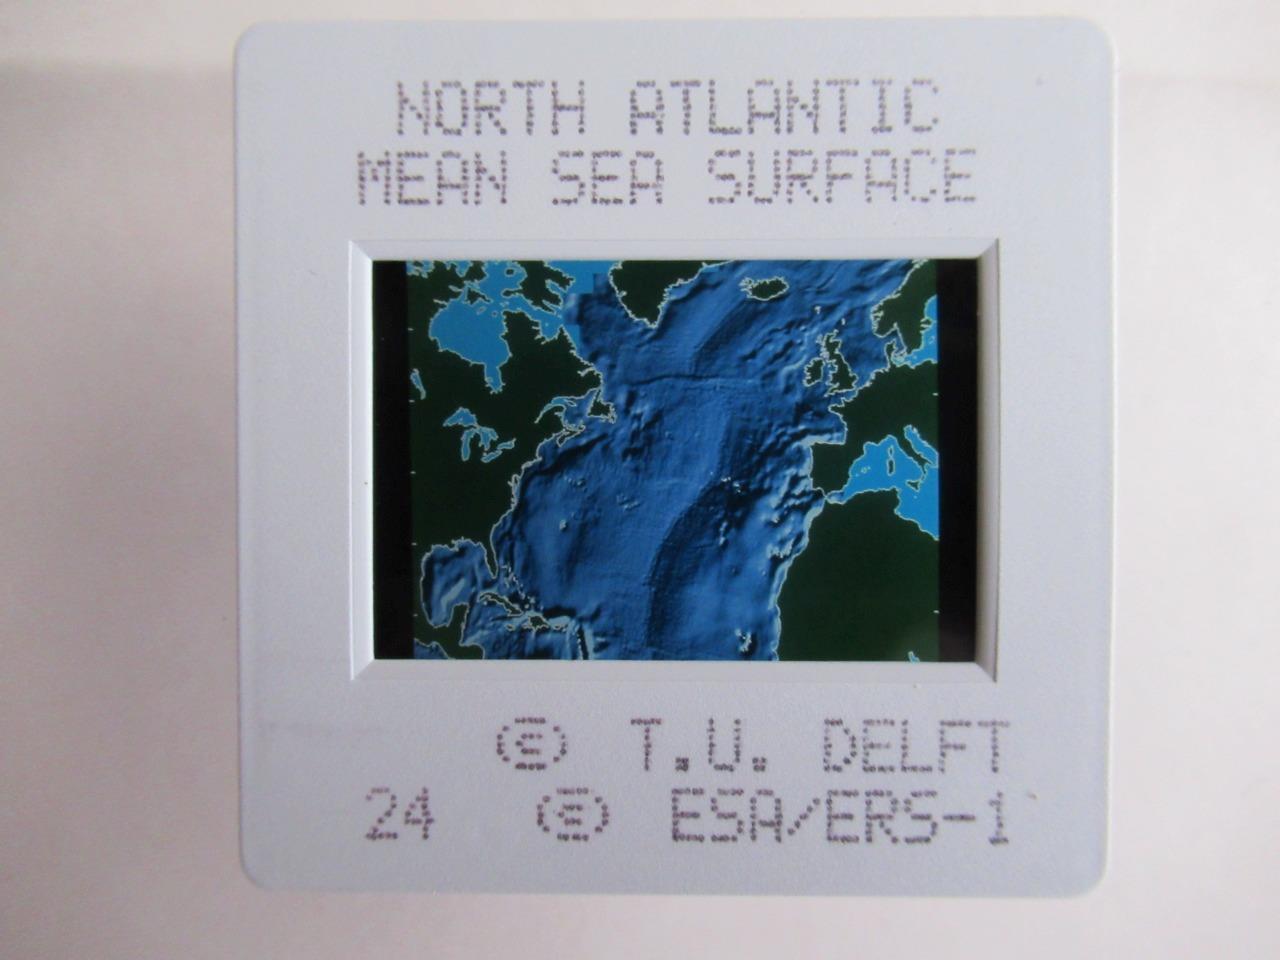 NORTH ATLANTIC
MEAN SEA SURFACE
© T.U. DELFT
24 © ESA/ERS-1